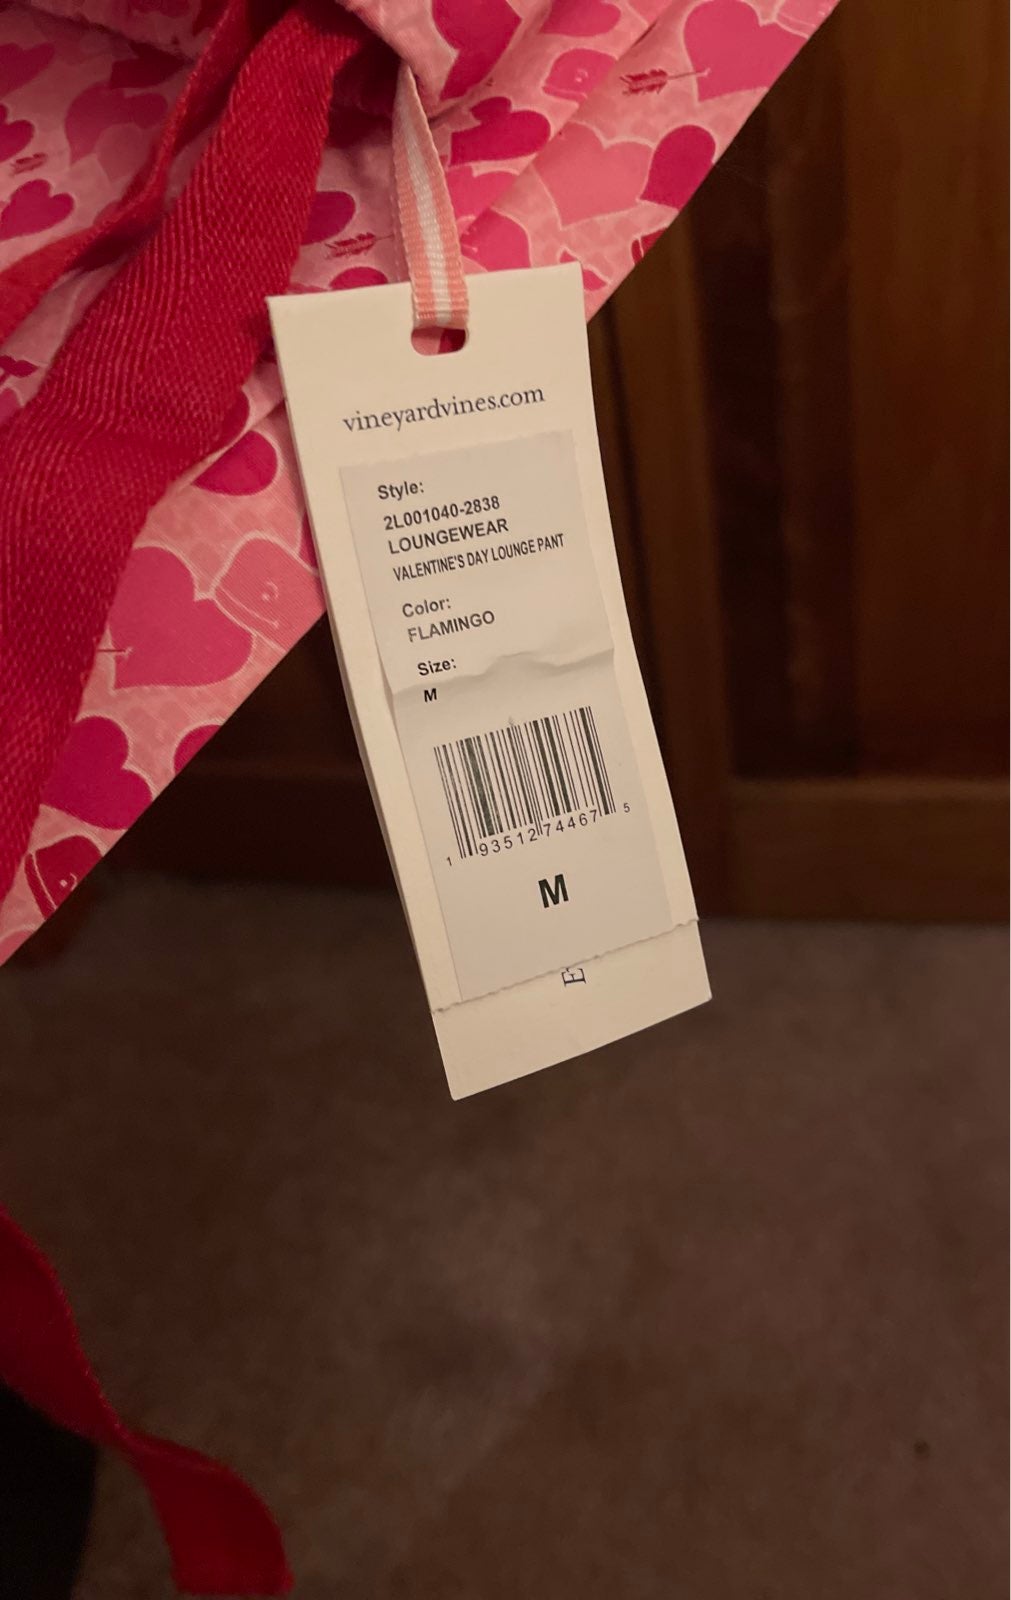 vineyardvines.com
Style:
2L001040-2838
LOUNGEWEAR
VALENTINE'S DAY LOUNGE PANT
Color:
FLAMINGO
Size:
M
1 93512 74467 5
M
E